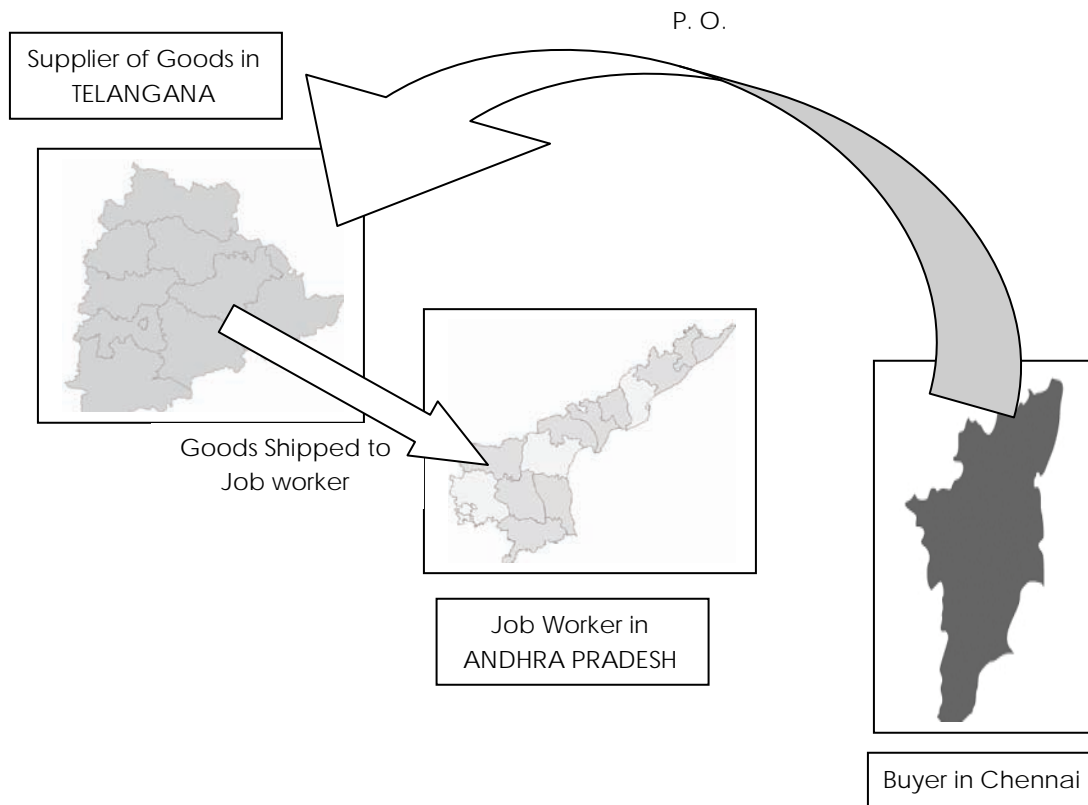 P. O.
Supplier of Goods in
TELANGANA
Goods Shipped to
Job worker
Job Worker in
ANDHRA PRADESH
Buyer in Chennai